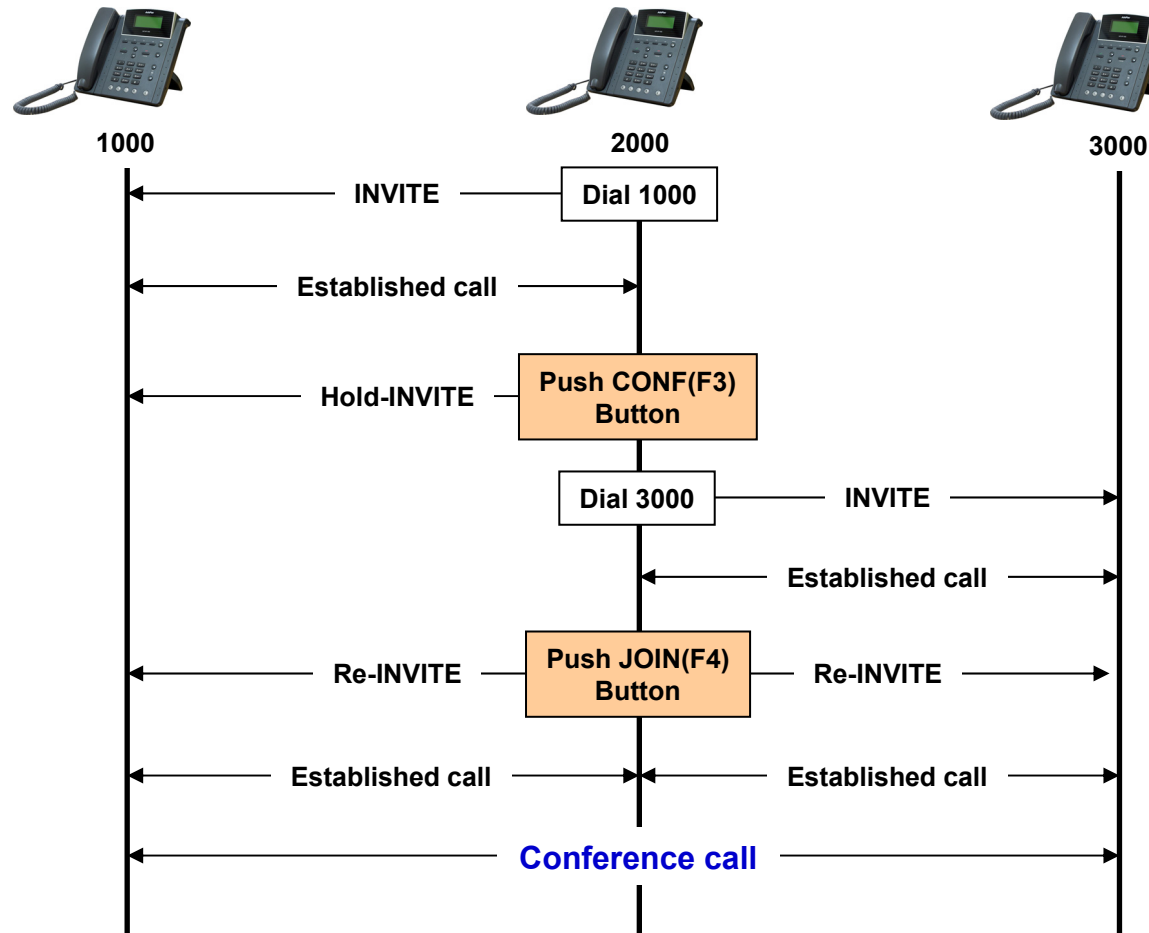 1000
2000
3000
INVITE
Dial 1000
Established call
Hold-INVITE
Push CONF(F3)
Button
Dial 3000
INVITE
Established call
Re-INVITE
Push JOIN(F4)
Button
Re-INVITE
Established call
Established call
Conference call